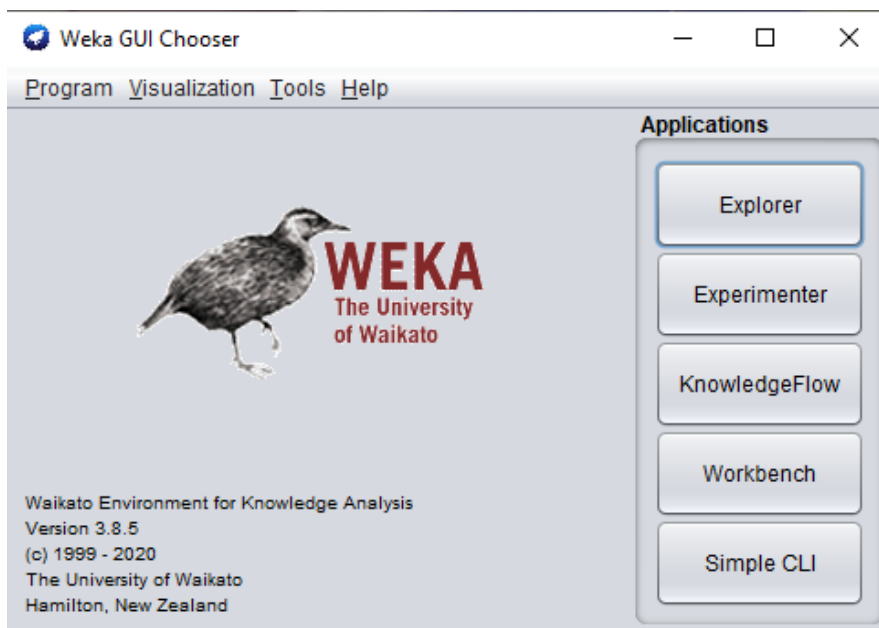 Weka GUI Chooser
Program Visualization Tools Help
Applications
Explorer
Experimenter
KnowledgeFlow
Workbench
Simple CLI
WEKA
The University
of Waikato
Waikato Environment for Knowledge Analysis
Version 3.8.5
(c) 1999 - 2020
The University of Waikato
Hamilton, New Zealand